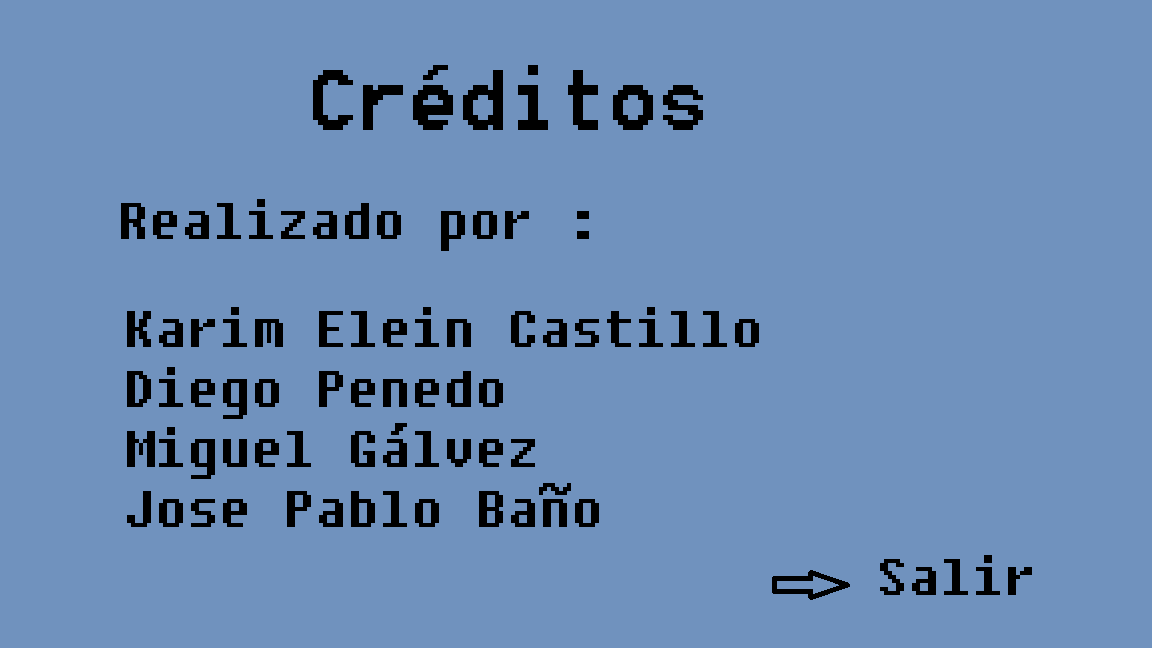 Créditos
Realizado por :
Karim Elein Castillo
Diego Penedo
Miguel Gálvez
Jose Pablo Baño
Salir